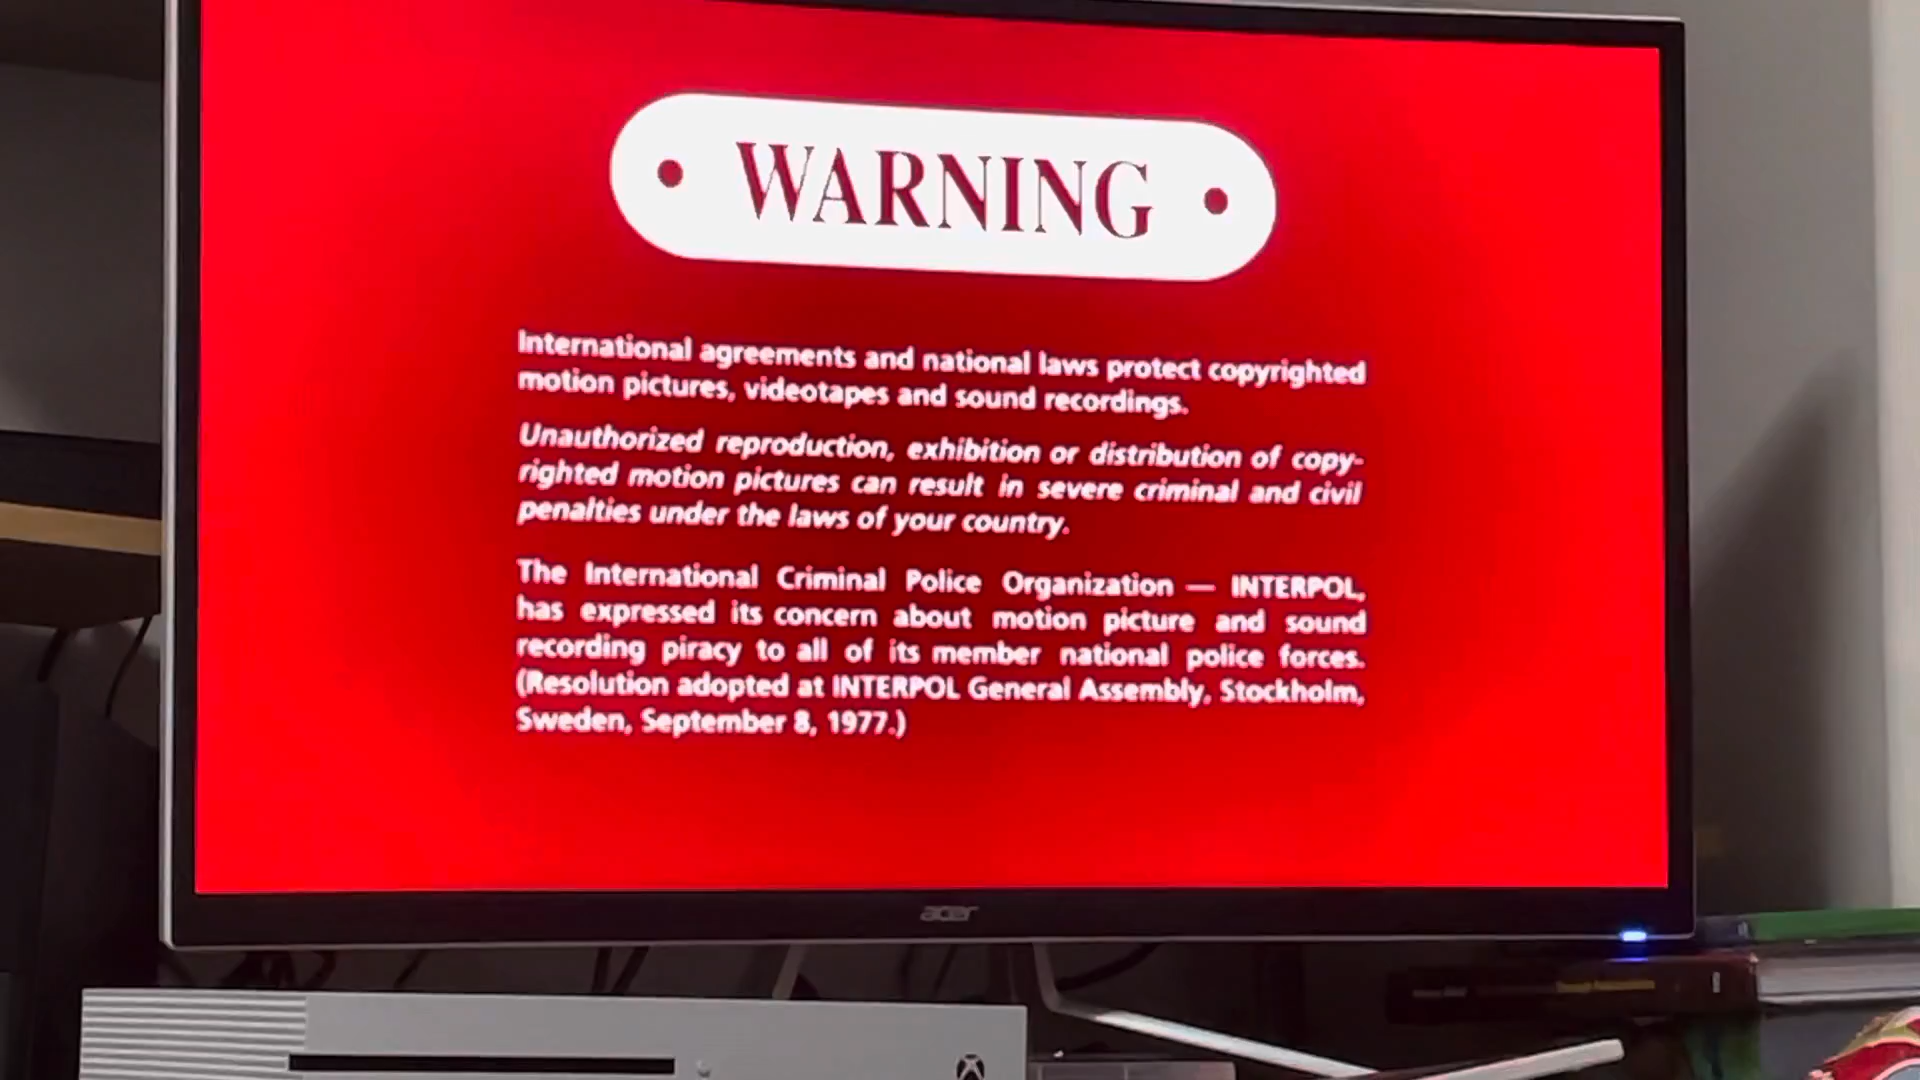 WARNING
International agreements and national laws protect copyrighted
motion pictures, videotapes and sound recordings.
Unauthorized reproduction, exhibition or distribution of copy-
righted motion pictures can result in severe criminal and civil
penalties under the laws of your country.
The International Criminal Police Organization — INTERPOL,
has expressed its concern about motion picture and sound
recording piracy to all of its member national police forces.
(Resolution adopted at INTERPOL General Assembly, Stockholm,
Sweden, September 8, 1977.)
acer